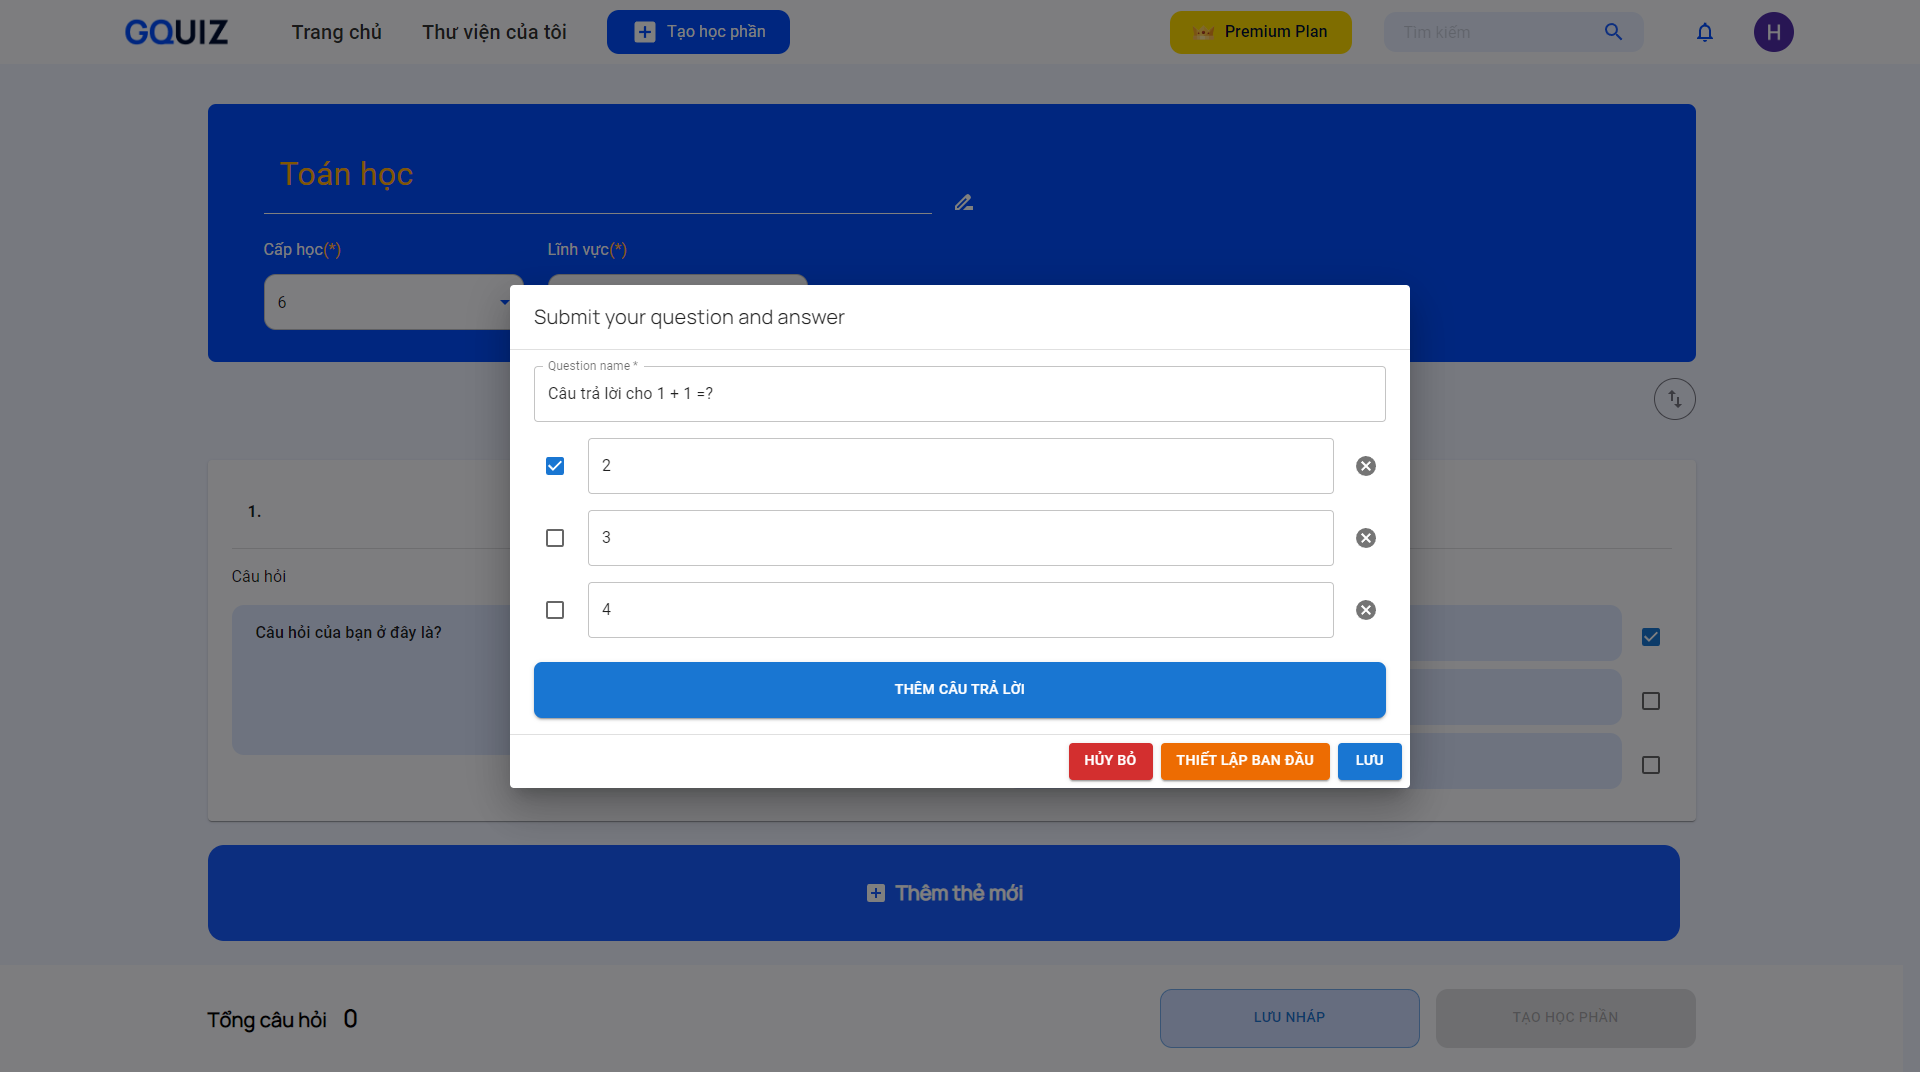 GQUIZ
Trang chủ
Thư viện của tôi
Tạo học phần
Premium Plan
Tìm kiếm
H
Toán học
Cấp học(*)
Lĩnh vực(*)
6
Submit your question and answer
Question name *
Câu trả lời cho 1 + 1 =?
2
3
4
THÊM CÂU TRẢ LỜI
HỦY BỎ
THIẾT LẬP BAN ĐẦU
LƯU
1.
Câu hỏi
Câu hỏi của bạn ở đây là?
Thêm thẻ mới
Tổng câu hỏi 0
LƯU NHÁP
TẠO HỌC PHẦN